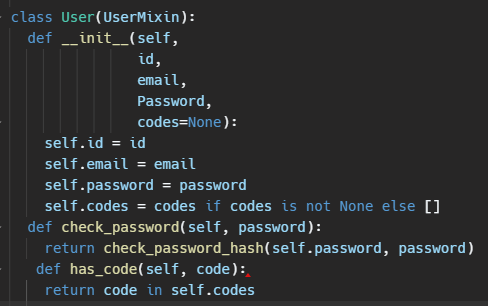 class User(UserMixin):
  def __init__(self,
               id,
               email,
               Password,
               codes=None):
    self.id = id
    self.email = email
    self.password = password
    self.codes = codes if codes is not None else []
  def check_password(self, password):
    return check_password_hash(self.password, password)
   def has_code(self, code):
    return code in self.codes